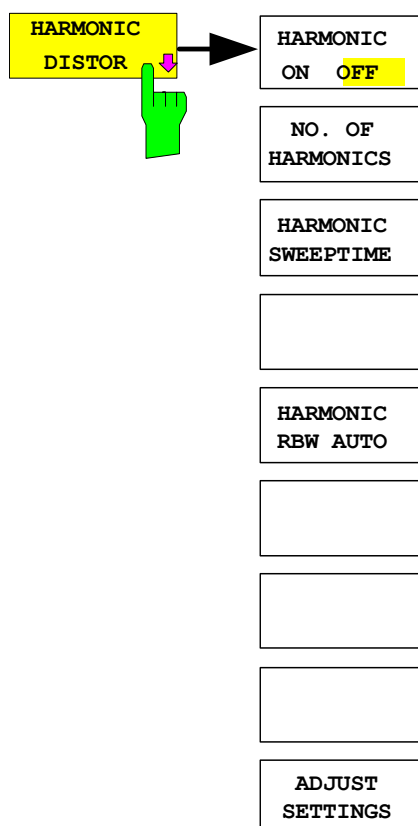 HARMONIC
DISTOR
HARMONIC
ON OFF
NO. OF
HARMONICS
HARMONIC
SWEEPTIME
HARMONIC
RBW AUTO
ADJUST
SETTINGS